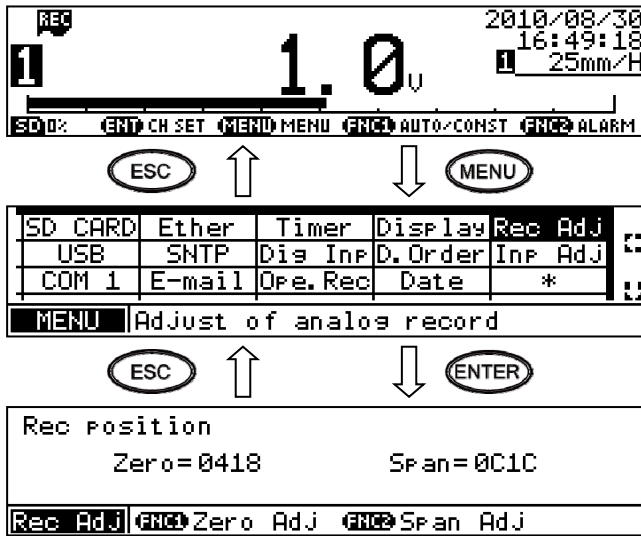 REC
2010/08/30
16:49:18
1 1.0V 1 25mm/H
SD 0% ENT CH SET MENU MENU FNC1 AUTO/CONST FNC2 ALARM
ESC MENU
SD CARD Ether Timer Display Rec Adj
USB SNTP Dig Inp D.Order Inp Adj
COM 1 E-mail Ope.Rec Date *
MENU Adjust of analog record
ESC ENTER
Rec position
Zero=0418 Span=0C1C
Rec Adj FNC1 Zero Adj FNC2 Span Adj